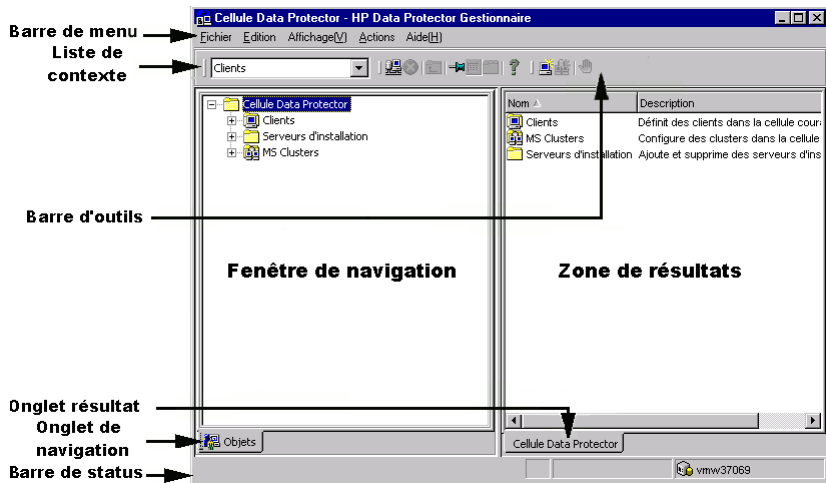 Cellule Data Protector - HP Data Protector Gestionnaire
Barre de menu
Fichier Edition Affichage(V) Actions Aide(H)
Liste de
contexte
Clients
Cellule Data Protector
Clients
Serveurs d'installation
MS Clusters
Nom Description
Clients Définit des clients dans la cellule cour
MS Clusters Configure des clusters dans la cellule
Serveurs d'installation Ajoute et supprime des serveurs d'ins
Barre d'outils
Fenêtre de navigation
Zone de résultats
Onglet résultat
Onglet de
navigation
Objets
Cellule Data Protector
Barre de status
vmw37069